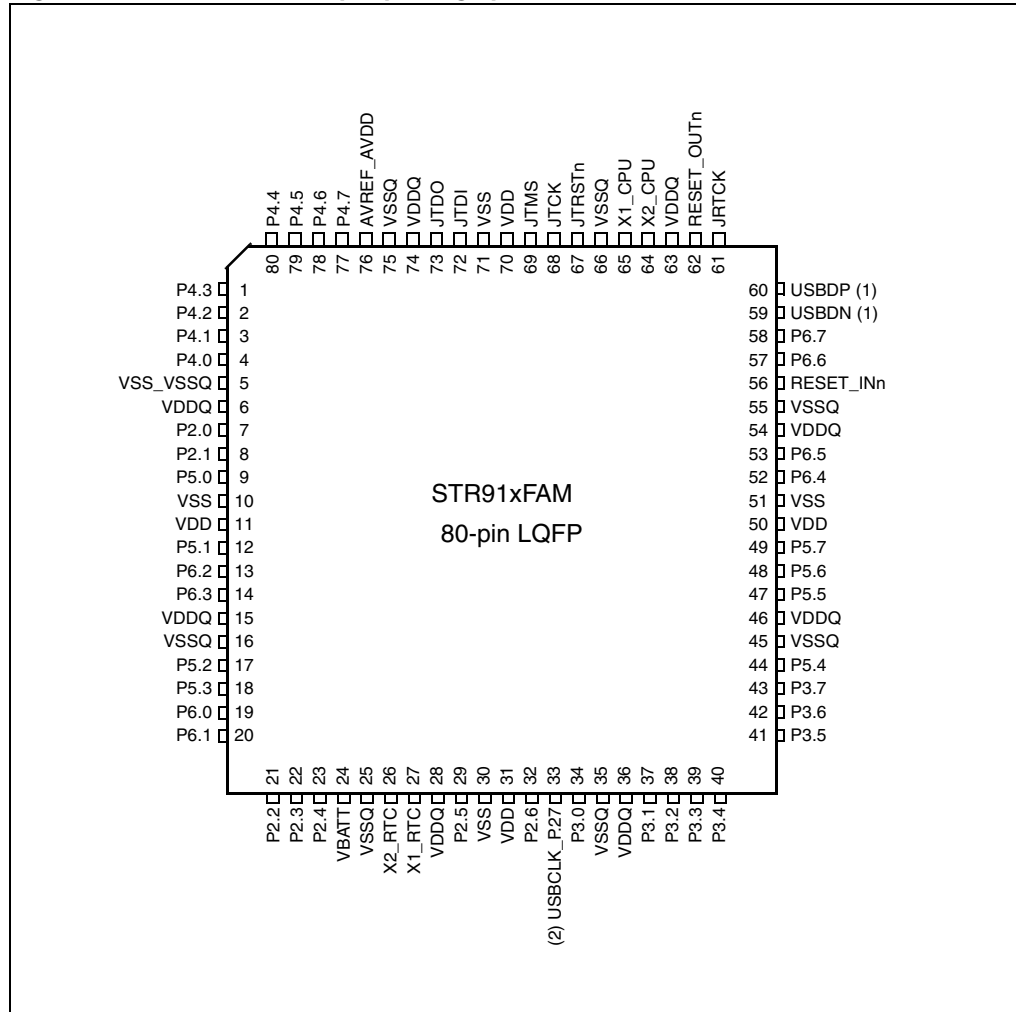 80 P4.4
79 P4.5
78 P4.6
77 P4.7
76 AVREF_AVDD
75 VSSQ
74 VDDQ
73 JTDO
72 JTDI
71 VSS
70 VDD
69 JTMS
68 JTCK
67 JTRSTn
66 VSSQ
65 X1_CPU
64 X2_CPU
63 VDDQ
62 RESET_OUTn
61 JRTCK
P4.3 1
P4.2 2
P4.1 3
P4.0 4
VSS_VSSQ 5
VDDQ 6
P2.0 7
P2.1 8
P5.0 9
VSS 10
VDD 11
P5.1 12
P6.2 13
P6.3 14
VDDQ 15
VSSQ 16
P5.2 17
P5.3 18
P6.0 19
P6.1 20
STR91xFAM
80-pin LQFP
60 USBDP (1)
59 USBDN (1)
58 P6.7
57 P6.6
56 RESET_INn
55 VSSQ
54 VDDQ
53 P6.5
52 P6.4
51 VSS
50 VDD
49 P5.7
48 P5.6
47 P5.5
46 VDDQ
45 VSSQ
44 P5.4
43 P3.7
42 P3.6
41 P3.5
P2.2 21
P2.3 22
P2.4 23
VBATT 24
VSSQ 25
X2_RTC 26
X1_RTC 27
VDDQ 28
P2.5 29
VSS 30
VDD 31
P2.6 32
(2) USBCLK_P2.7 33
P3.0 34
VSSQ 35
VDDQ 36
P3.1 37
P3.2 38
P3.3 39
P3.4 40